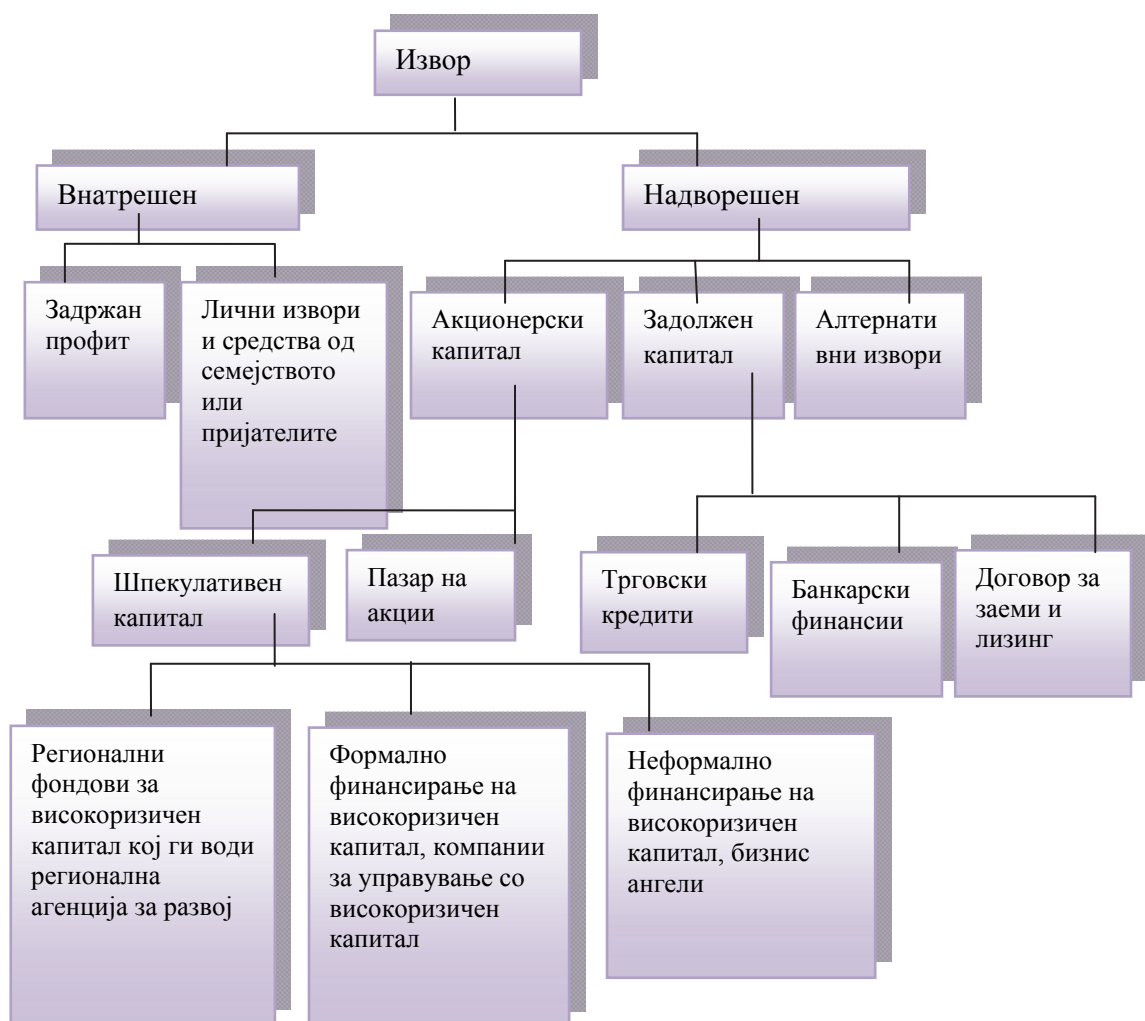 Извор
Внатрешен
Надворешен
Задржан
профит
Лични извори
и средства од
семејството
или
пријателите
Акционерски
капитал
Задолжен
капитал
Алтернати
вни извори
Шпекулативен
капитал
Пазар на
акции
Трговски
кредити
Банкарски
финансии
Договор за
заеми и
лизинг
Регионални
фондови за
високоризичен
капитал кој ги води
регионална
агенција за развој
Формално
финансирање на
високоризичен
капитал, компании
за управување со
високоризичен
капитал
Неформално
финансирање на
високоризичен
капитал, бизнис
ангели